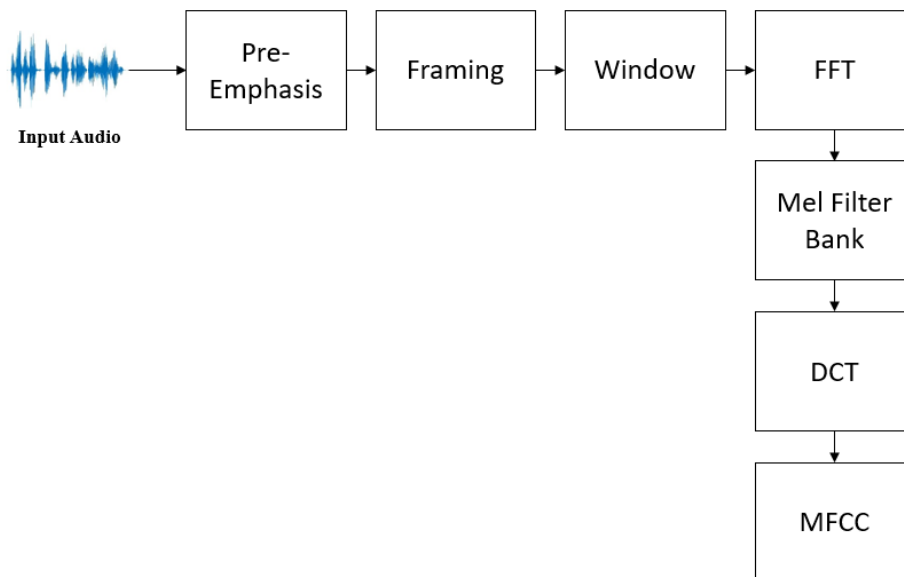 Input Audio
Pre-
Emphasis
Framing
Window
FFT
Mel Filter
Bank
DCT
MFCC